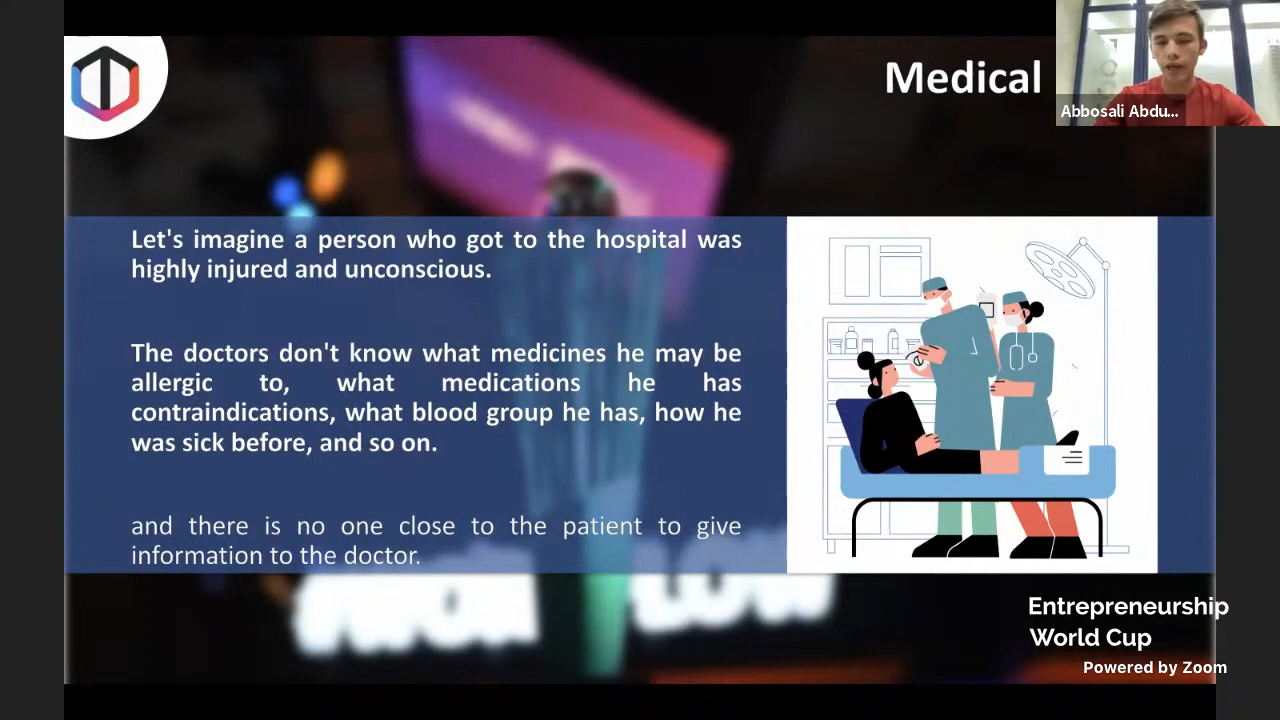 Medical
Abbosali Abdu...
Let's imagine a person who got to the hospital was
highly injured and unconscious.
The doctors don't know what medicines he may be
allergic to, what medications he has
contraindications, what blood group he has, how he
was sick before, and so on.
and there is no one close to the patient to give
information to the doctor.
Entrepreneurship
World Cup
Powered by Zoom